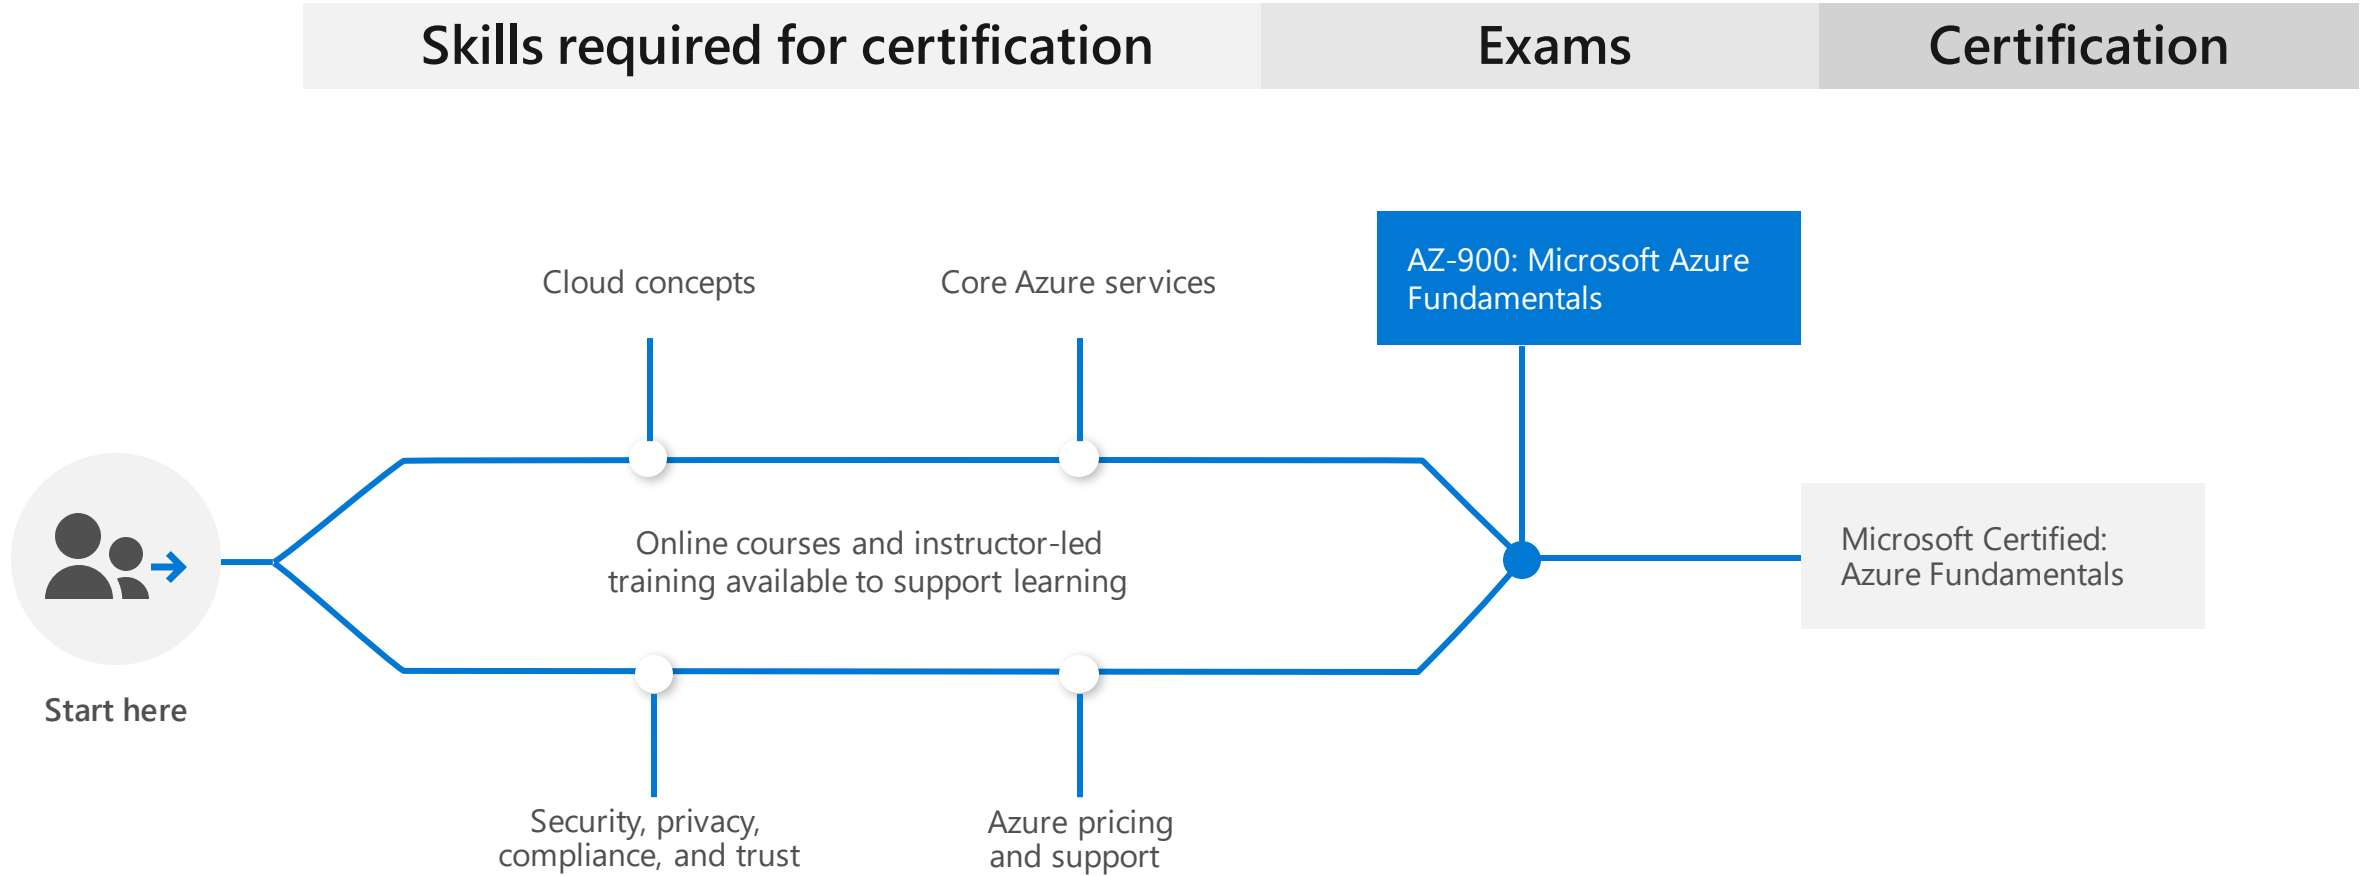 Skills required for certification
Exams
Certification
Cloud concepts
Core Azure services
AZ-900: Microsoft Azure
Fundamentals
Online courses and instructor-led
training available to support learning
Microsoft Certified:
Azure Fundamentals
Start here
Security, privacy,
compliance, and trust
Azure pricing
and support